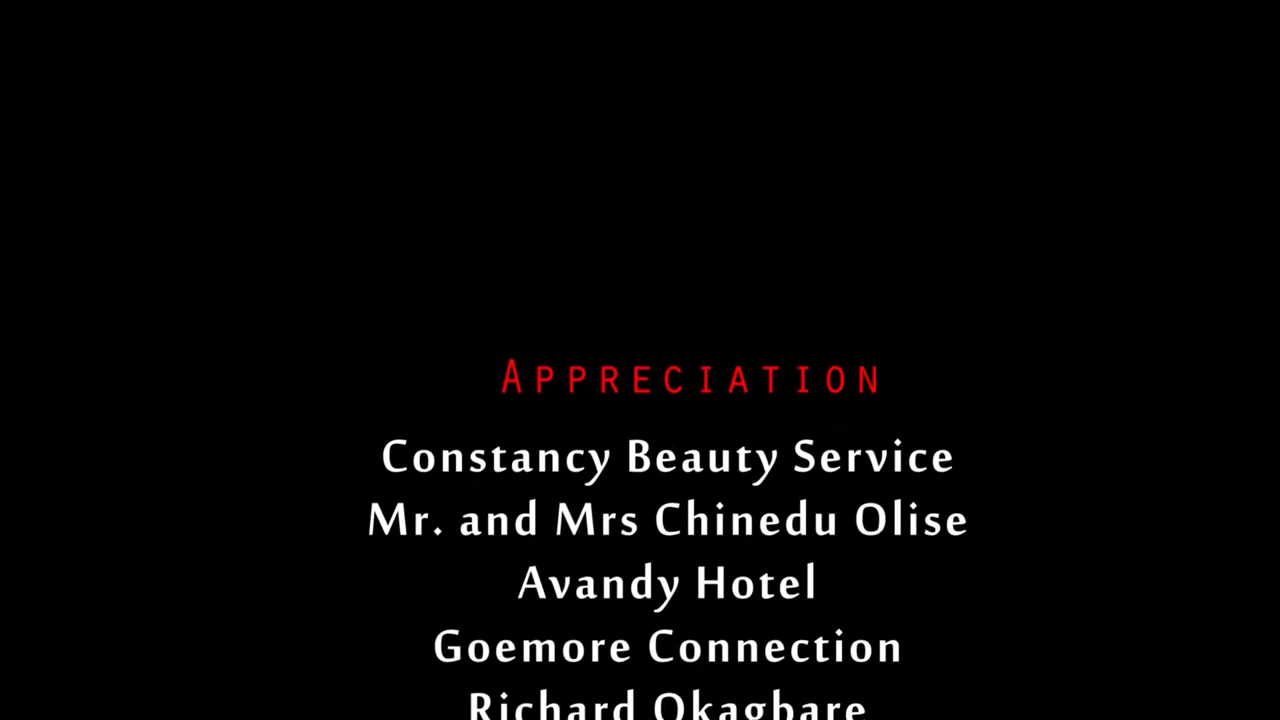 APPRECIATION
Constancy Beauty Service
Mr. and Mrs Chinedu Olise
Avandy Hotel
Goemore Connection
Richard Okagbare